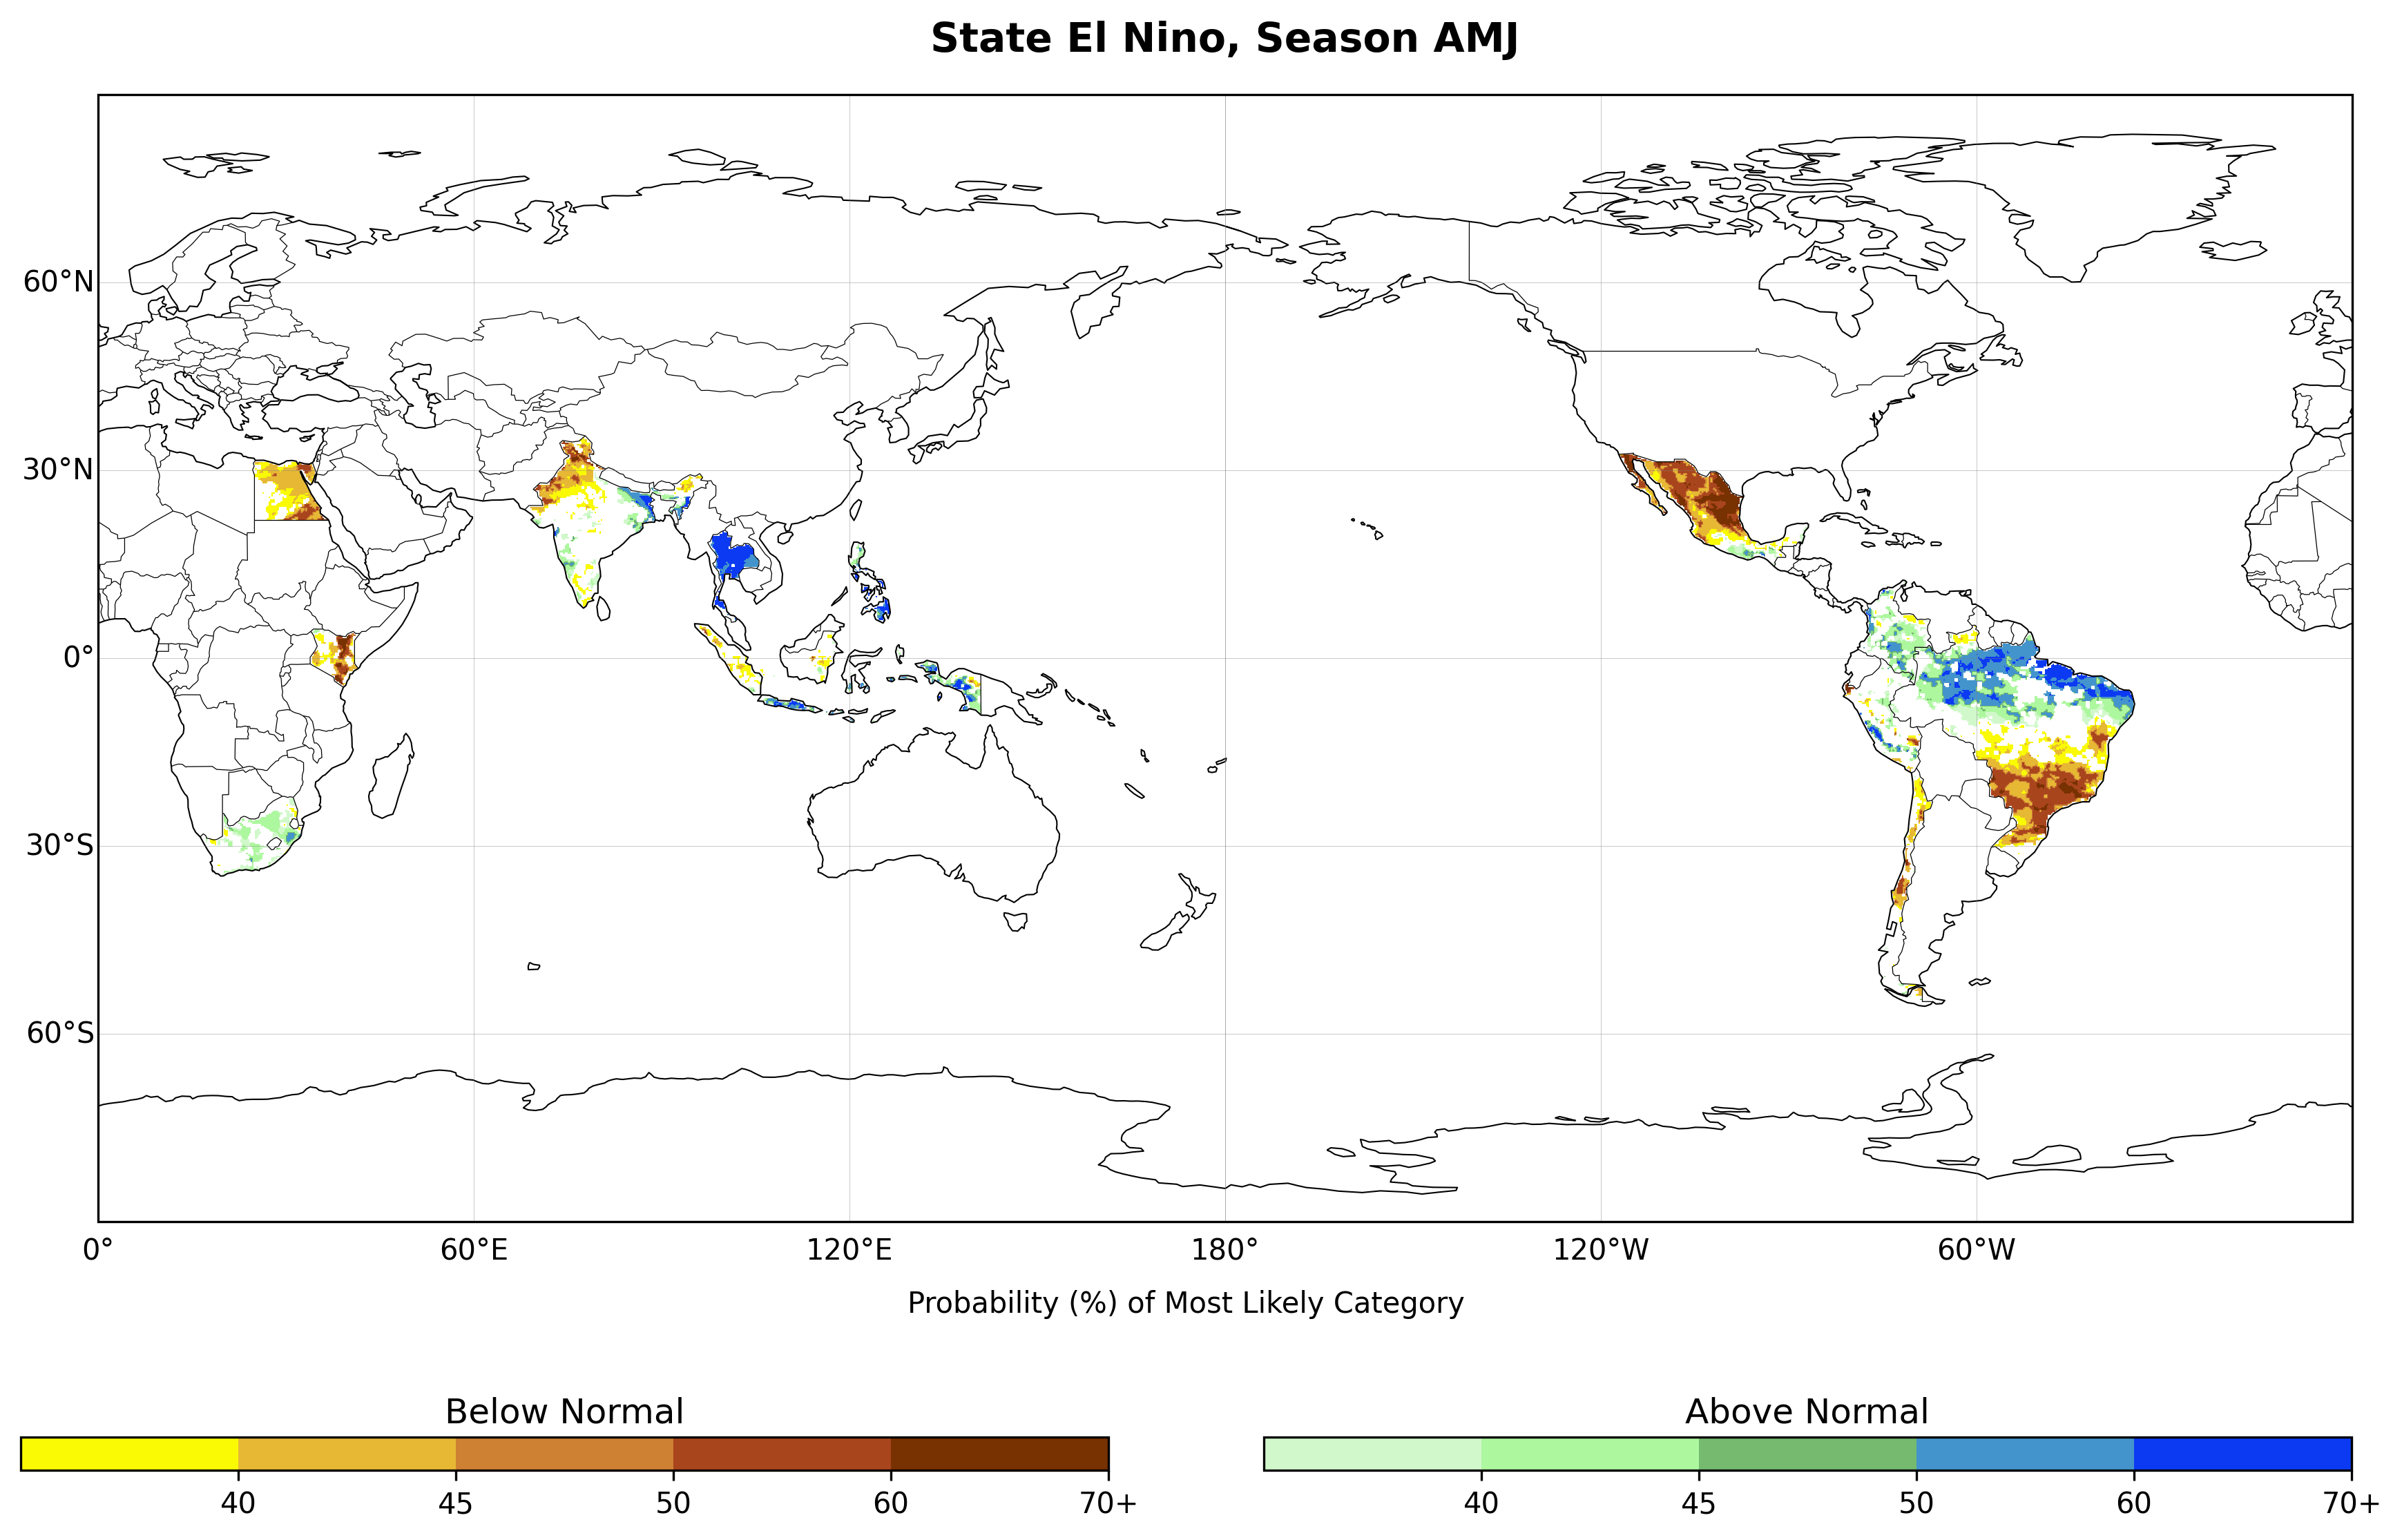 State El Nino, Season AMJ
60°N
30°N
0°
30°S
60°S
0° 60°E 120°E 180° 120°W 60°W
Probability (%) of Most Likely Category
Below Normal
40 45 50 60 70+
Above Normal
40 45 50 60 70+